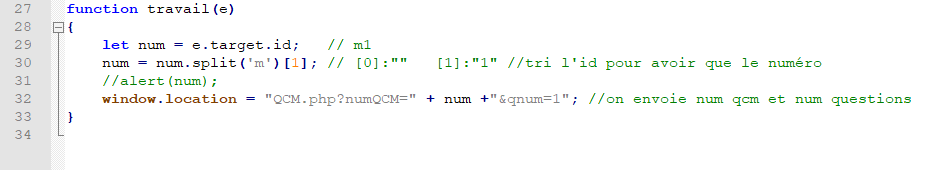 27 function travail(e)
28 {
29 let num = e.target.id; // m1
30 num = num.split('m')[1]; // [0]:"" [1]:"1" //tri l'id pour avoir que le numéro
31 //alert(num);
32 window.location = "QCM.php?numQCM=" + num +"&qnum=1"; //on envoie num qcm et num questions
33 }
34